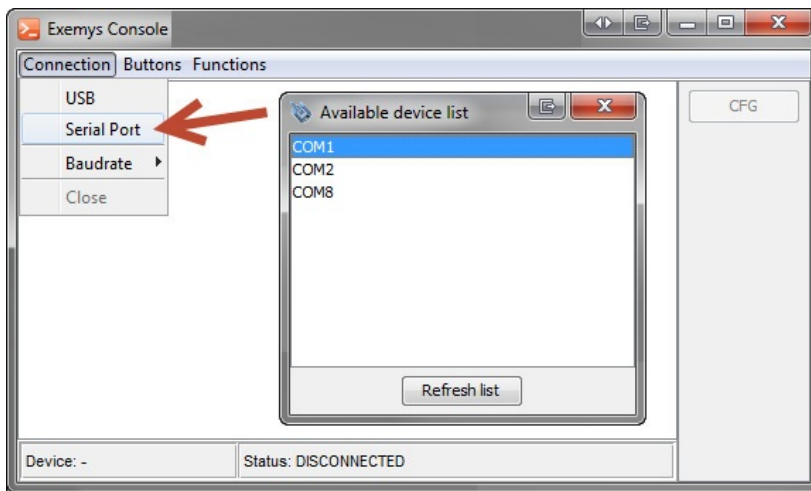 Exemys Console
Connection Buttons Functions
USB
Serial Port
Baudrate
Close
Available device list
COM1
COM2
COM8
Refresh list
CFG
Device: -
Status: DISCONNECTED